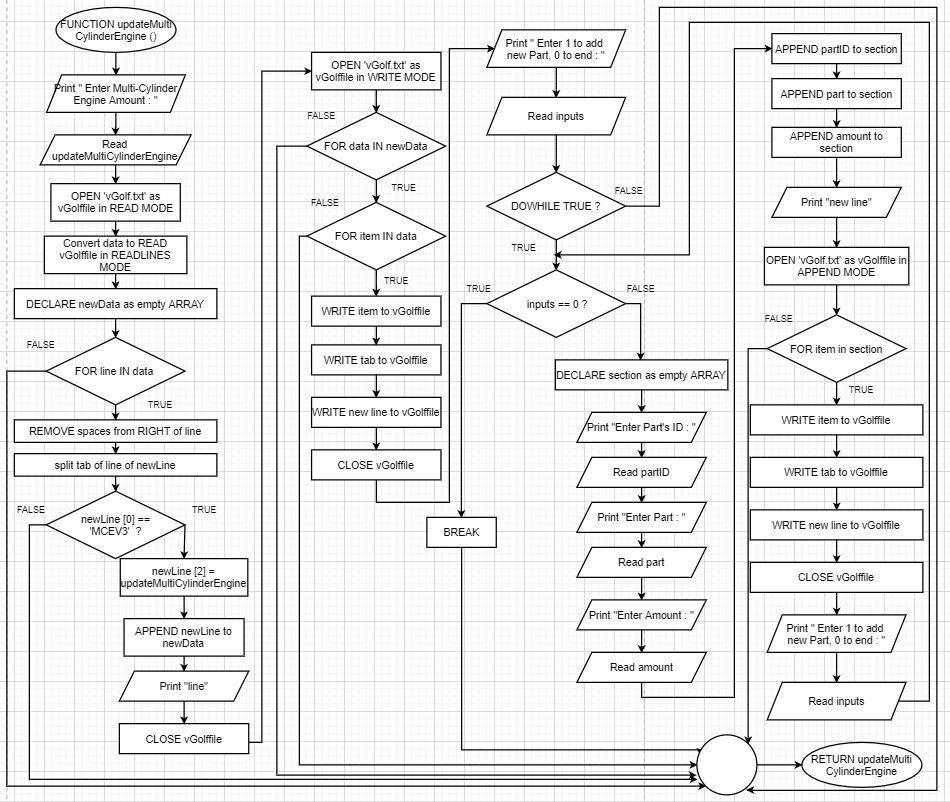 FUNCTION updateMulti
CylinderEngine ()
Print " Enter Multi-Cylinder
Engine Amount : "
Read
updateMultiCylinderEngine
OPEN 'vGolf.txt' as
vGolffile in READ MODE
Convert data to READ
vGolffile in READLINES
MODE
DECLARE newData as empty ARRAY
FALSE
FOR line IN data
TRUE
REMOVE spaces from RIGHT of line
split tab of line of newLine
FALSE
newLine [0] ==
'MCEV3' ?
TRUE
newLine [2] =
updateMultiCylinderEngine
APPEND newLine to
newData
Print "line"
CLOSE vGolffile
OPEN 'vGolf.txt' as
vGolffile in WRITE MODE
FALSE
FOR data IN newData
TRUE
FALSE
FOR item IN data
TRUE
WRITE item to vGolffile
WRITE tab to vGolffile
WRITE new line to vGolffile
CLOSE vGolffile
Print " Enter 1 to add
new Part, 0 to end : "
Read inputs
DOWHILE TRUE ?
FALSE
TRUE
TRUE
inputs == 0 ?
FALSE
BREAK
DECLARE section as empty ARRAY
Print "Enter Part's ID : "
Read partID
Print "Enter Part : "
Read part
Print "Enter Amount : "
Read amount
APPEND partID to section
APPEND part to section
APPEND amount to
section
Print "new line"
OPEN 'vGolf.txt" as vGolffile in
APPEND MODE
FALSE
FOR item in section
TRUE
WRITE item to vGolffile
WRITE tab to vGolffile
WRITE new line to vGolffile
CLOSE vGolffile
Print " Enter 1 to add
new Part, 0 to end : "
Read inputs
RETURN updateMulti
CylinderEngine